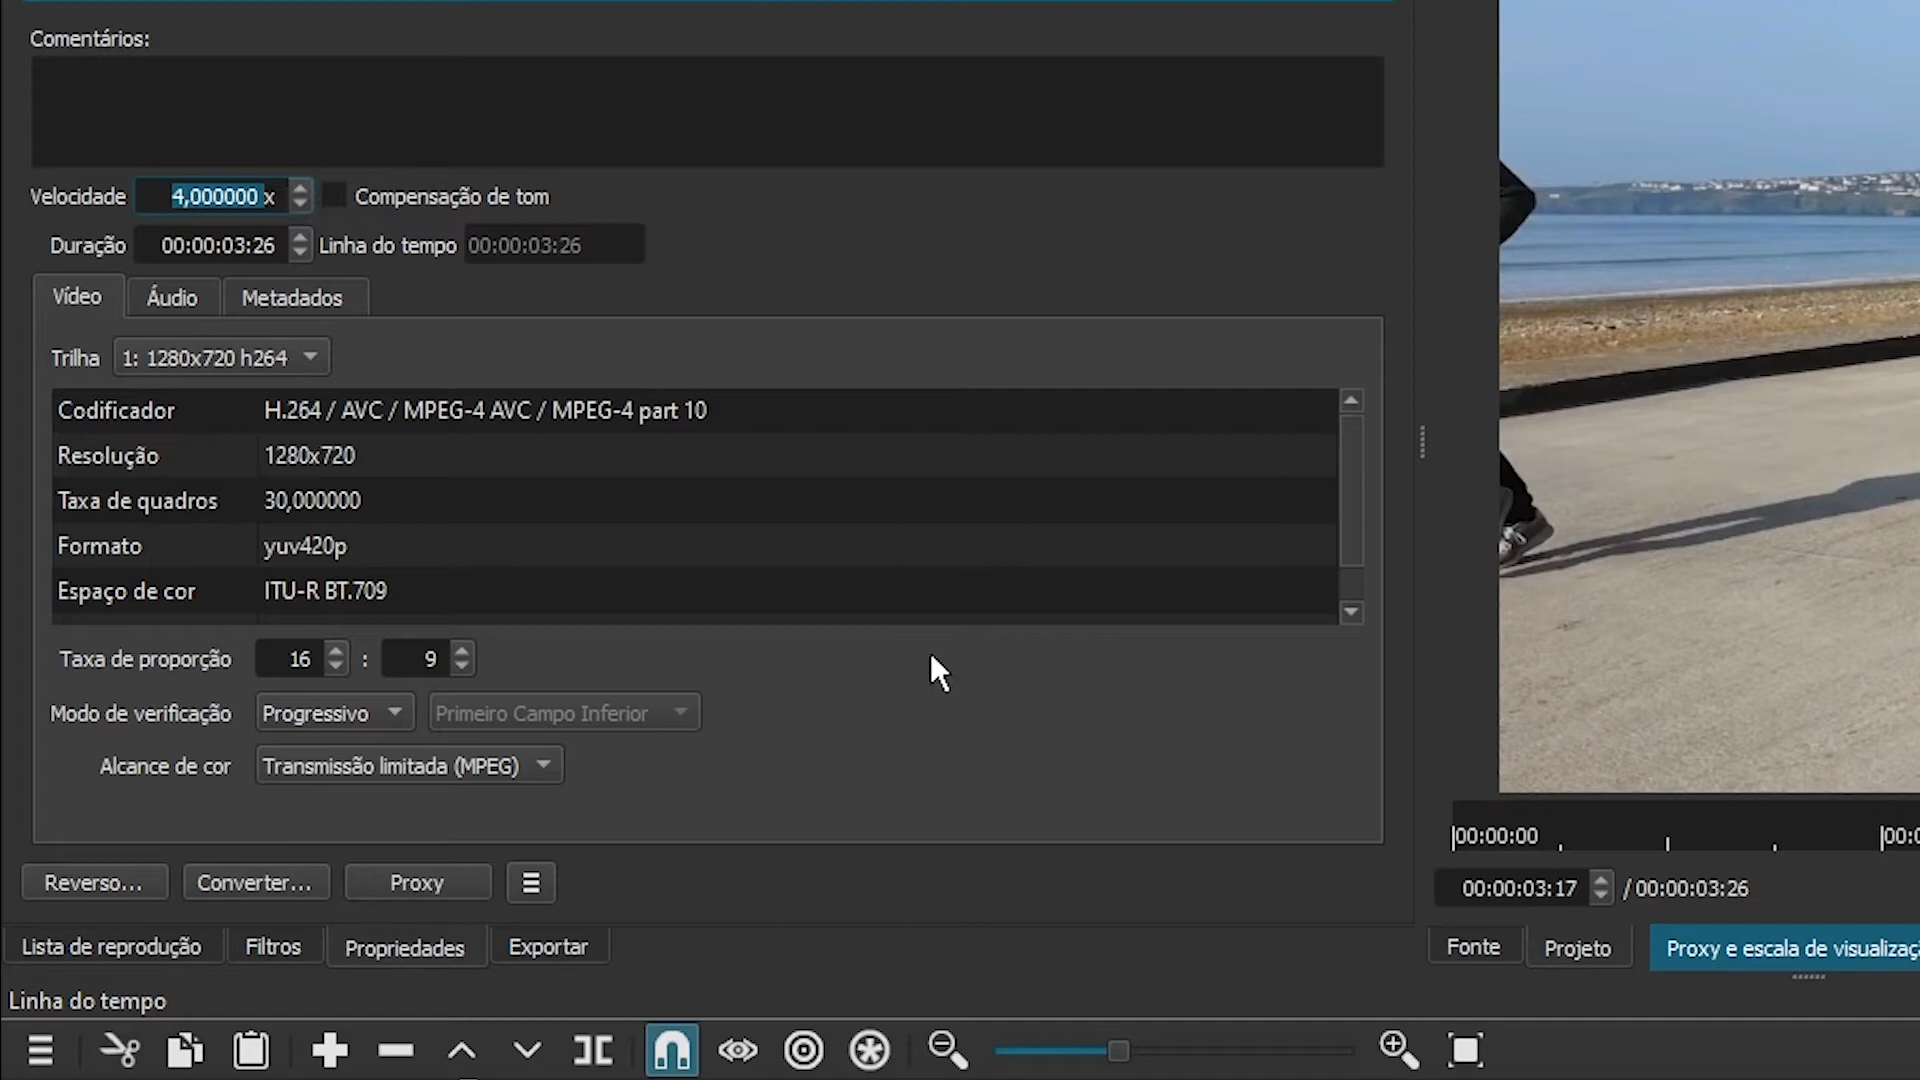 Comentários:
Velocidade 4,000000 x Compensação de tom
Duração 00:00:03:26 Linha do tempo 00:00:03:26
Vídeo Áudio Metadados
Trilha 1: 1280x720 h264
Codificador H.264 / AVC / MPEG-4 AVC / MPEG-4 part 10
Resolução 1280x720
Taxa de quadros 30,000000
Formato yuv420p
Espaço de cor ITU-R BT.709
Taxa de proporção 16 : 9
Modo de verificação Progressivo Primeiro Campo Inferior
Alcance de cor Transmissão limitada (MPEG)
Reverso... Converter... Proxy
Lista de reprodução Filtros Propriedades Exportar
00:00:00 00:0
00:00:03:17 / 00:00:03:26
Fonte Projeto Proxy e escala de visualizaç
Linha do tempo